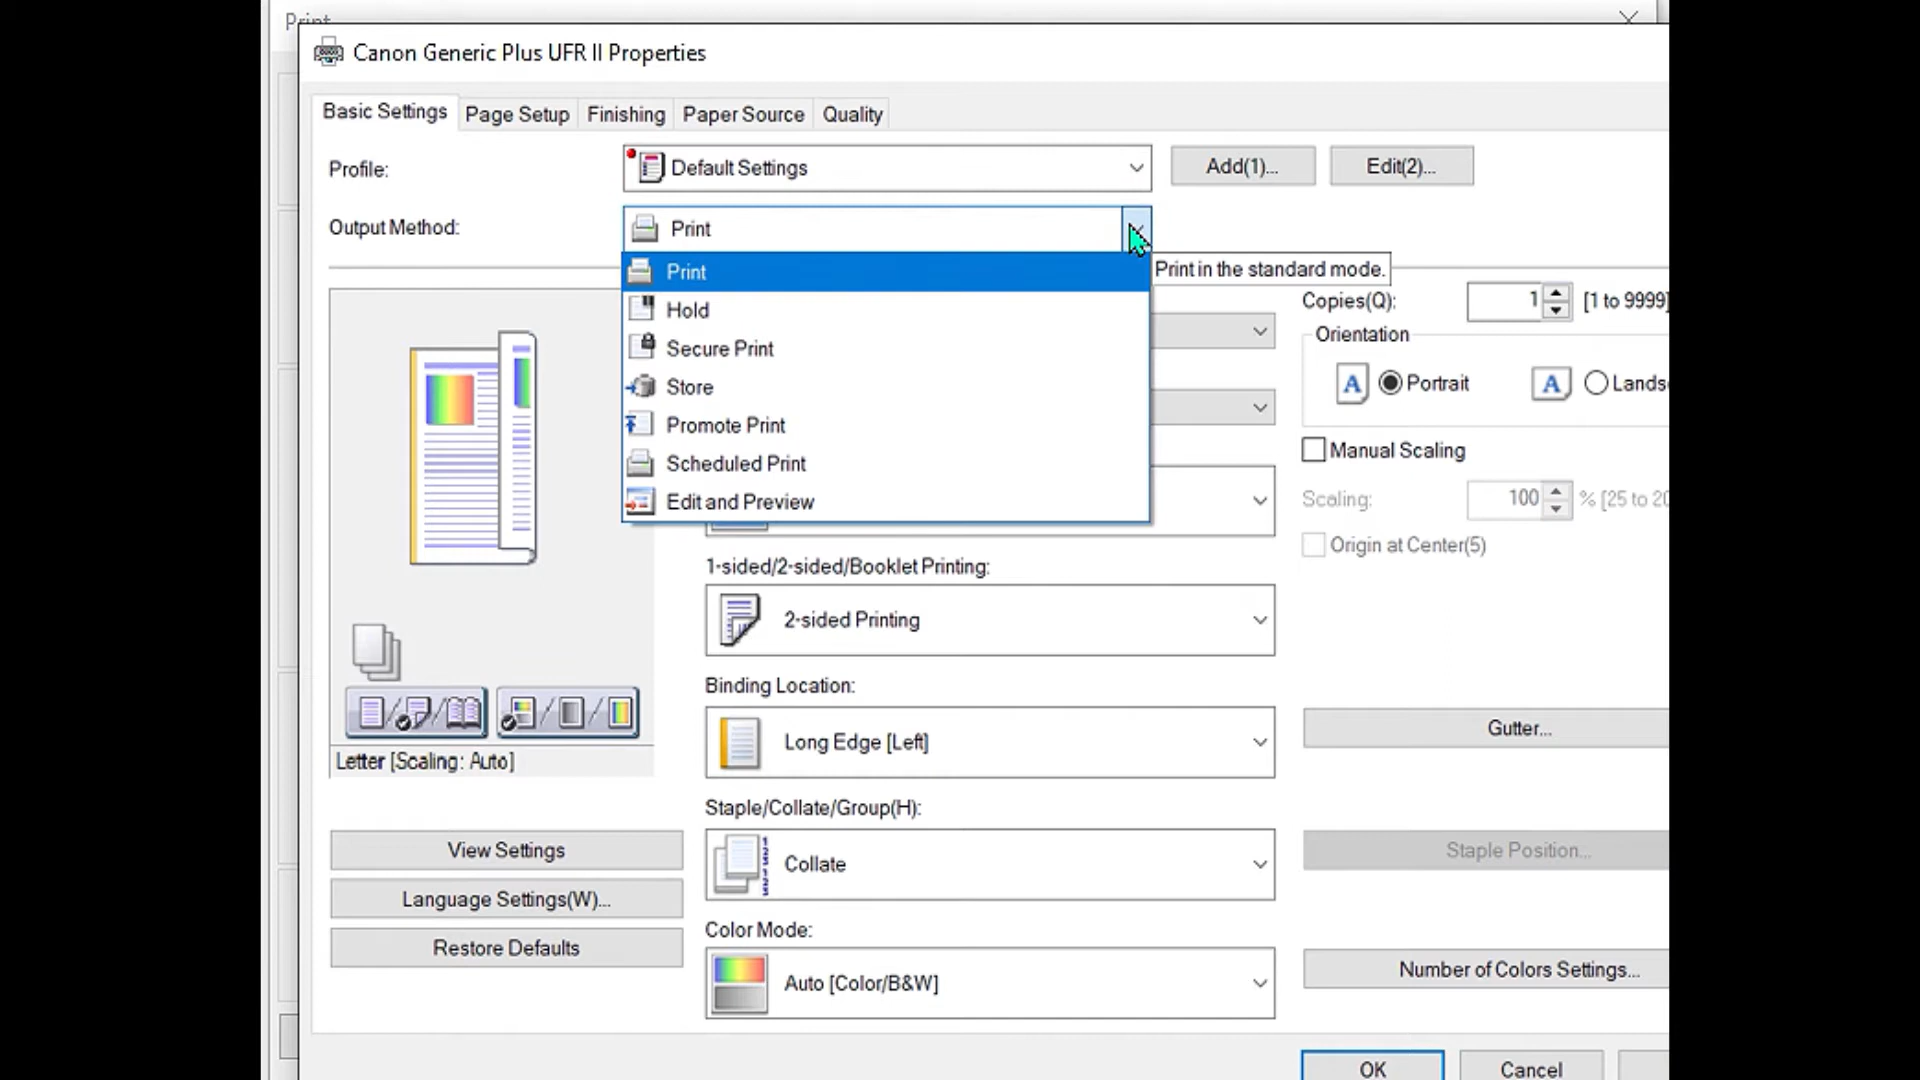 Print
Canon Generic Plus UFR II Properties
Basic Settings
Page Setup
Finishing
Paper Source
Quality
Profile:
Default Settings
Add(1)...
Edit(2)...
Output Method:
Print
Print
Print in the standard mode.
Hold
Secure Print
Store
Promote Print
Scheduled Print
Edit and Preview
Copies(Q):
1
[1 to 9999]
Orientation
A
Portrait
A
Lands
Manual Scaling
Scaling:
100
% [25 to 20
Origin at Center(5)
1-sided/2-sided/Booklet Printing:
2-sided Printing
Binding Location:
Long Edge [Left]
Gutter...
Letter [Scaling: Auto]
Staple/Collate/Group(H):
Collate
Staple Position...
View Settings
Language Settings(W)...
Restore Defaults
Color Mode:
Auto [Color/B&W]
Number of Colors Settings...
OK
Cancel